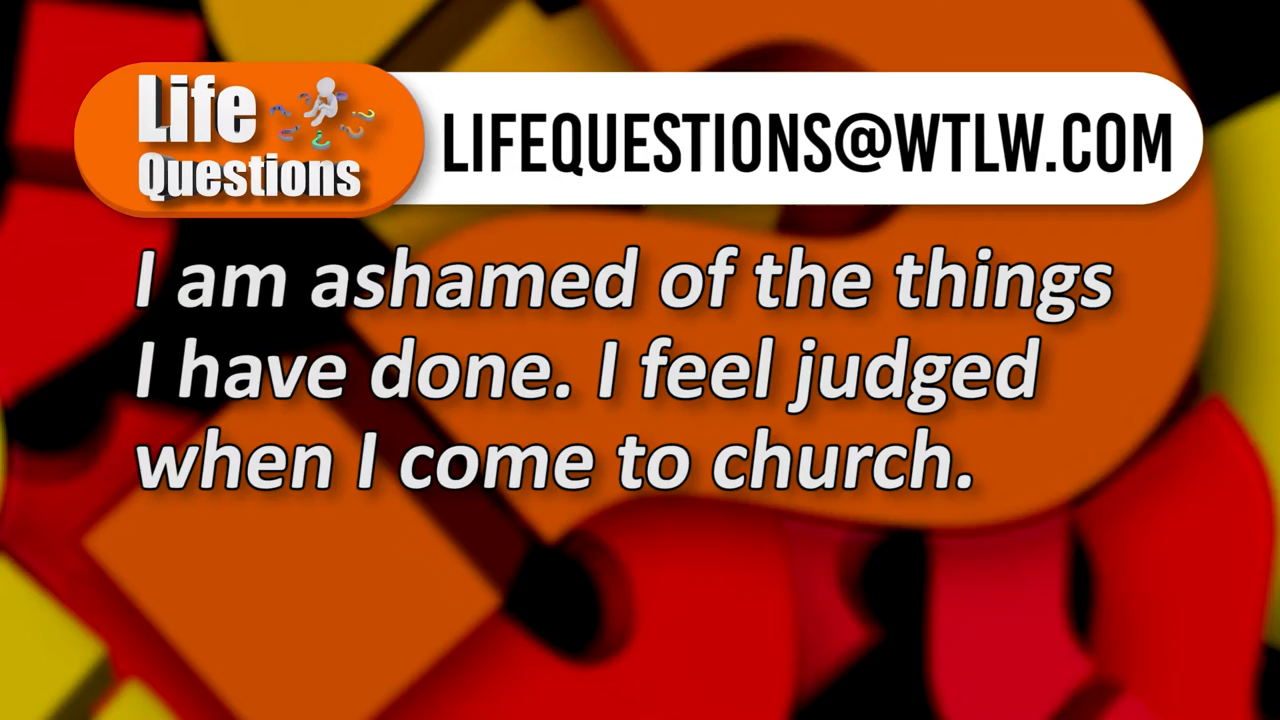 Life
Questions
LIFEQUESTIONS@WTLW.COM
I am ashamed of the things
I have done. I feel judged
when I come to church.